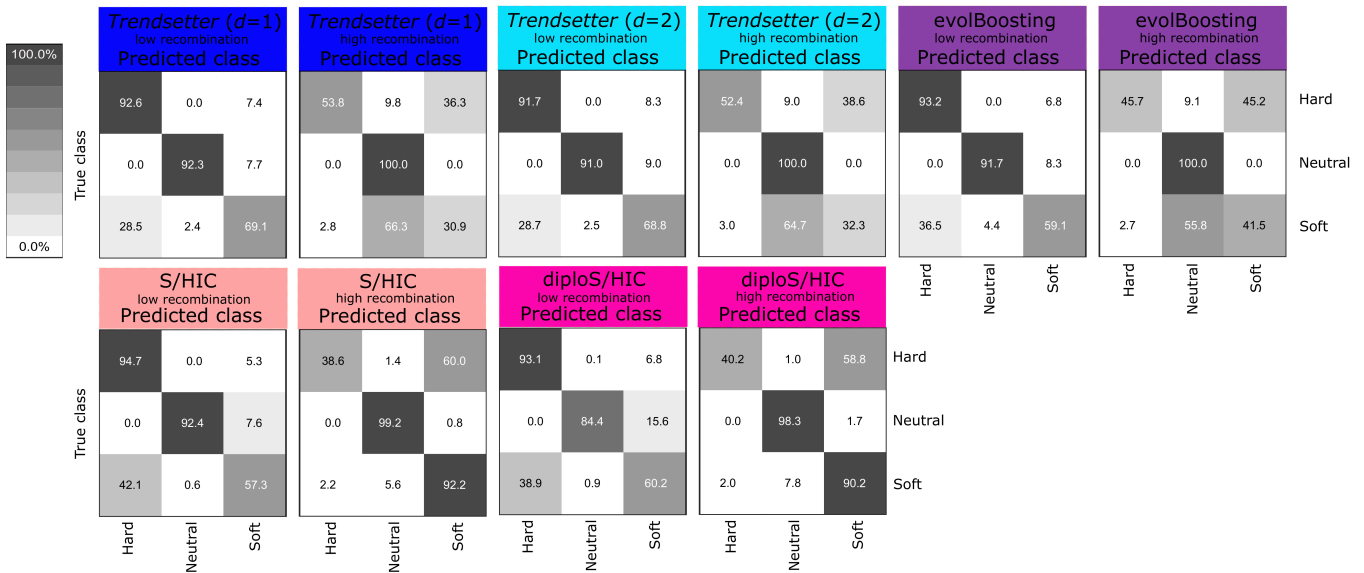 Trendsetter (d=1)
low recombination
Predicted class
Trendsetter (d=1)
high recombination
Predicted class
Trendsetter (d=2)
low recombination
Predicted class
Trendsetter (d=2)
high recombination
Predicted class
evolBoosting
low recombination
Predicted class
evolBoosting
high recombination
Predicted class
100.0%
0.0%
True class
92.6 0.0 7.4 53.8 9.8 36.3 91.7 0.0 8.3 52.4 9.0 38.6 93.2 0.0 6.8 45.7 9.1 45.2 Hard
0.0 92.3 7.7 0.0 100.0 0.0 0.0 91.0 9.0 0.0 100.0 0.0 0.0 91.7 8.3 0.0 100.0 0.0 Neutral
28.5 2.4 69.1 2.8 66.3 30.9 28.7 2.5 68.8 3.0 64.7 32.3 36.5 4.4 59.1 2.7 55.8 41.5 Soft
Hard Neutral Soft Hard Neutral Soft
S/HIC
low recombination
Predicted class
S/HIC
high recombination
Predicted class
diploS/HIC
low recombination
Predicted class
diploS/HIC
high recombination
Predicted class
True class
94.7 0.0 5.3 38.6 1.4 60.0 93.1 0.1 6.8 40.2 1.0 58.8 Hard
0.0 92.4 7.6 0.0 99.2 0.8 0.0 84.4 15.6 0.0 98.3 1.7 Neutral
42.1 0.6 57.3 2.2 5.6 92.2 38.9 0.9 60.2 2.0 7.8 90.2 Soft
Hard Neutral Soft Hard Neutral Soft Hard Neutral Soft Hard Neutral Soft